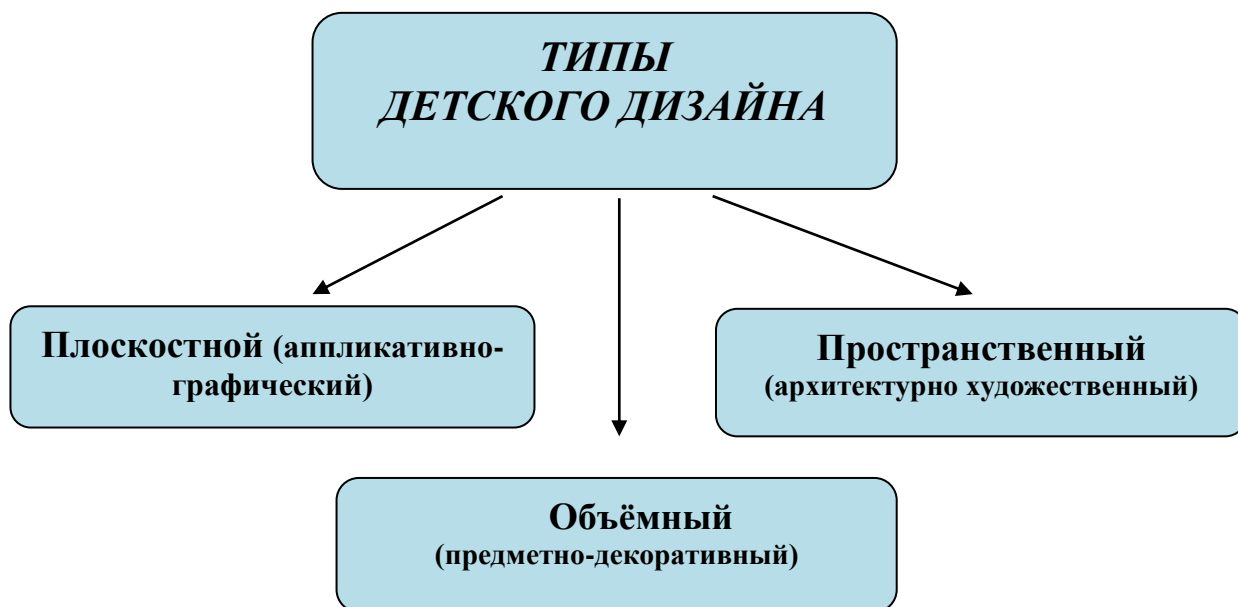 ТИПЫ
ДЕТСКОГО ДИЗАЙНА
Плоскостной (аппликативно-
графический)
Пространственный
(архитектурно художественный)
Объёмный
(предметно-декоративный)